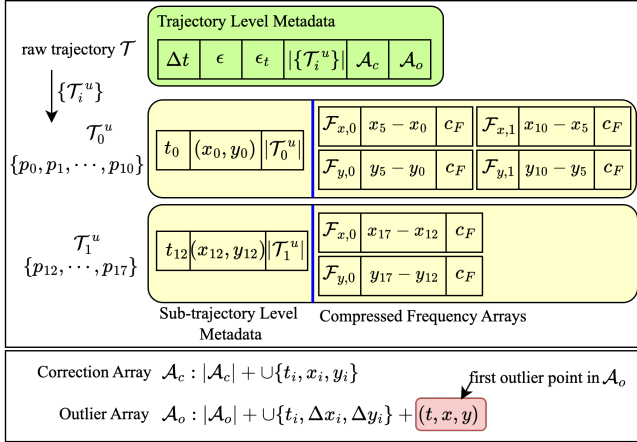 Trajectory Level Metadata
raw trajectory 𝒯
Δt ϵ ϵ_t |{𝒯_i^u}| 𝒜_c 𝒜_o
{𝒯_i^u}
𝒯_0^u
{p_0, p_1, ⋯, p_10}
t_0 (x_0, y_0) |𝒯_0^u|
ℱ_{x,0} x_5 − x_0 c_F ℱ_{x,1} x_10 − x_5 c_F
ℱ_{y,0} y_5 − y_0 c_F ℱ_{y,1} y_10 − y_5 c_F
𝒯_1^u
{p_12, ⋯, p_17}
t_12 (x_12, y_12) |𝒯_1^u|
ℱ_{x,0} x_17 − x_12 c_F
ℱ_{y,0} y_17 − y_12 c_F
Sub-trajectory Level
Metadata
Compressed Frequency Arrays
Correction Array 𝒜_c : |𝒜_c| + ∪{t_i, x_i, y_i}
first outlier point in 𝒜_o
Outlier Array 𝒜_o : |𝒜_o| + ∪{t_i, Δx_i, Δy_i} + (t, x, y)